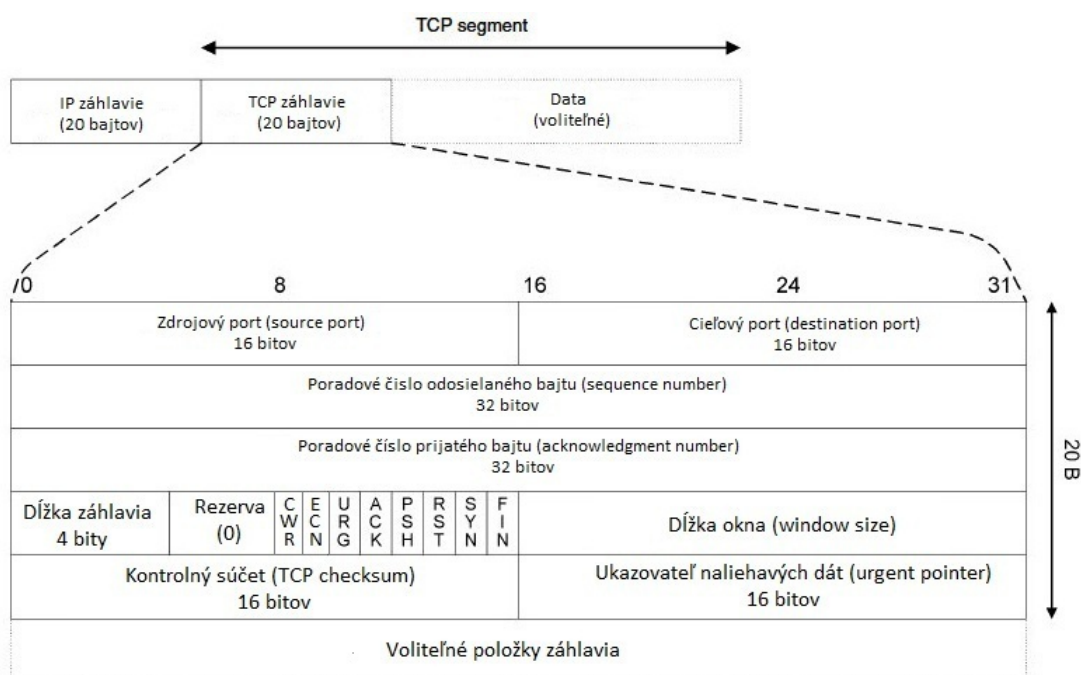 TCP segment
IP záhlavie
(20 bajtov)
TCP záhlavie
(20 bajtov)
Data
(voliteľné)
/0 8 16 24 31
Zdrojový port (source port)
16 bitov
Cieľový port (destination port)
16 bitov
Poradové čislo odosielaného bajtu (sequence number)
32 bitov
Poradové číslo prijatého bajtu (acknowledgment number)
32 bitov
Dĺžka záhlavia
4 bity
Rezerva
(0)
CWR
ECN
URG
ACK
PSH
RST
SYN
FIN
Dĺžka okna (window size)
Kontrolný súčet (TCP checksum)
16 bitov
Ukazovateľ naliehavých dát (urgent pointer)
16 bitov
20 B
Voliteľné položky záhlavia